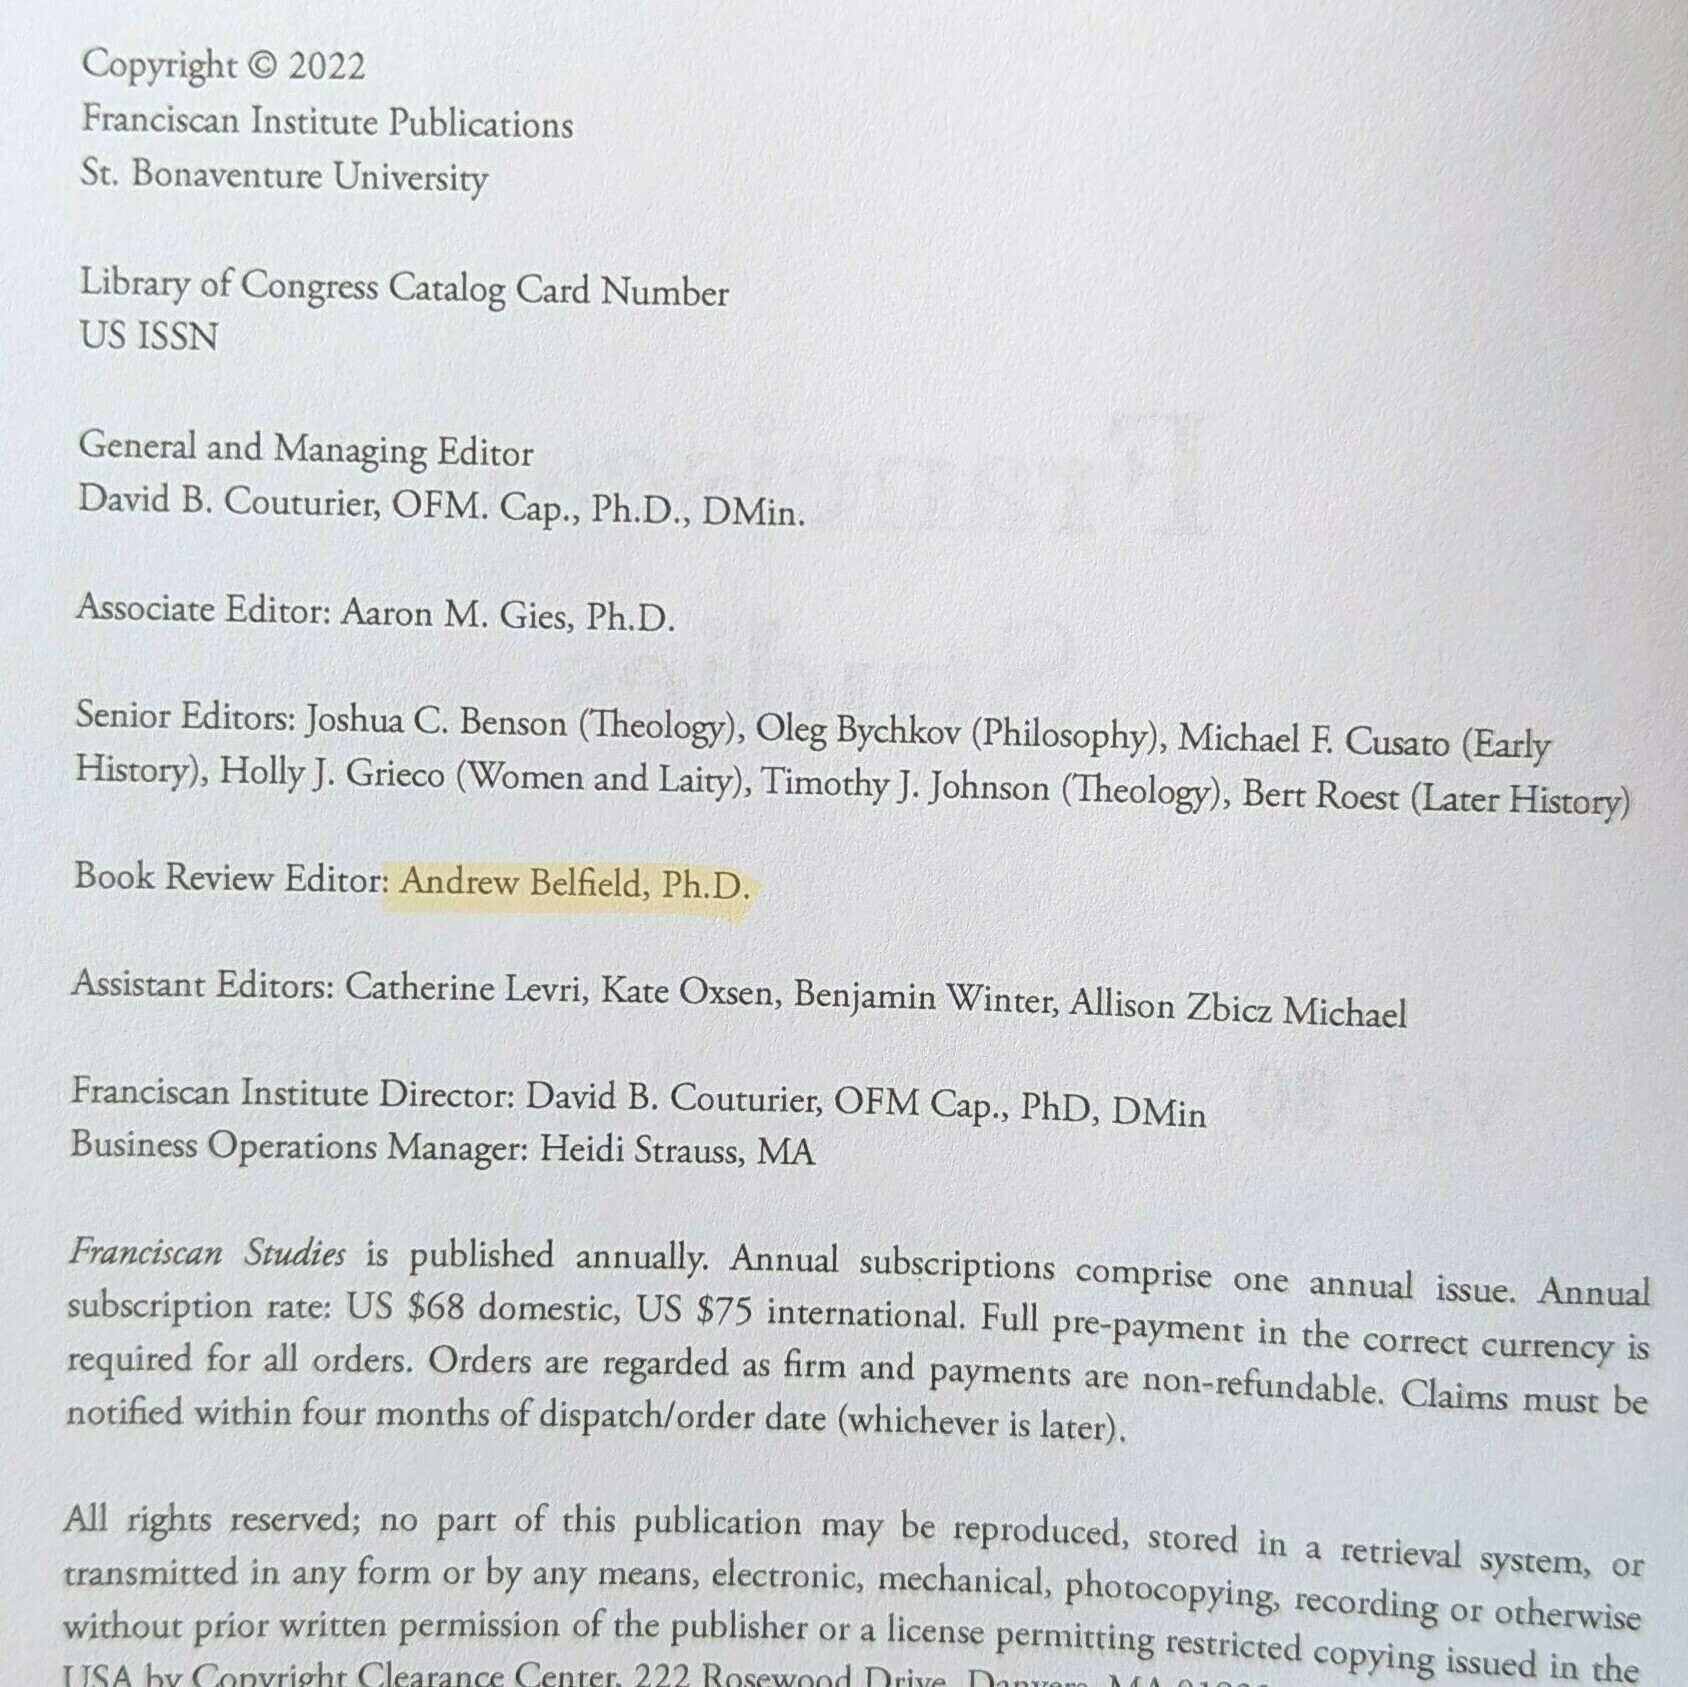 Copyright © 2022
Franciscan Institute Publications
St. Bonaventure University
Library of Congress Catalog Card Number
US ISSN
General and Managing Editor
David B. Couturier, OFM. Cap., Ph.D., DMin.
Associate Editor: Aaron M. Gies, Ph.D.
Senior Editors: Joshua C. Benson (Theology), Oleg Bychkov (Philosophy), Michael F. Cusato (Early
History), Holly J. Grieco (Women and Laity), Timothy J. Johnson (Theology), Bert Roest (Later History)
Book Review Editor: Andrew Belfield, Ph.D.
Assistant Editors: Catherine Levri, Kate Oxsen, Benjamin Winter, Allison Zbicz Michael
Franciscan Institute Director: David B. Couturier, OFM Cap., PhD, DMin
Business Operations Manager: Heidi Strauss, MA
Franciscan Studies is published annually. Annual subscriptions comprise one annual issue. Annual
subscription rate: US $68 domestic, US $75 international. Full pre-payment in the correct currency is
required for all orders. Orders are regarded as firm and payments are non-refundable. Claims must be
notified within four months of dispatch/order date (whichever is later).
All rights reserved; no part of this publication may be reproduced, stored in a retrieval system, or
transmitted in any form or by any means, electronic, mechanical, photocopying, recording or otherwise
without prior written permission of the publisher or a license permitting restricted copying issued in the
USA by Copyright Clearance Center, 222 Rosewood Drive, Danvers, MA